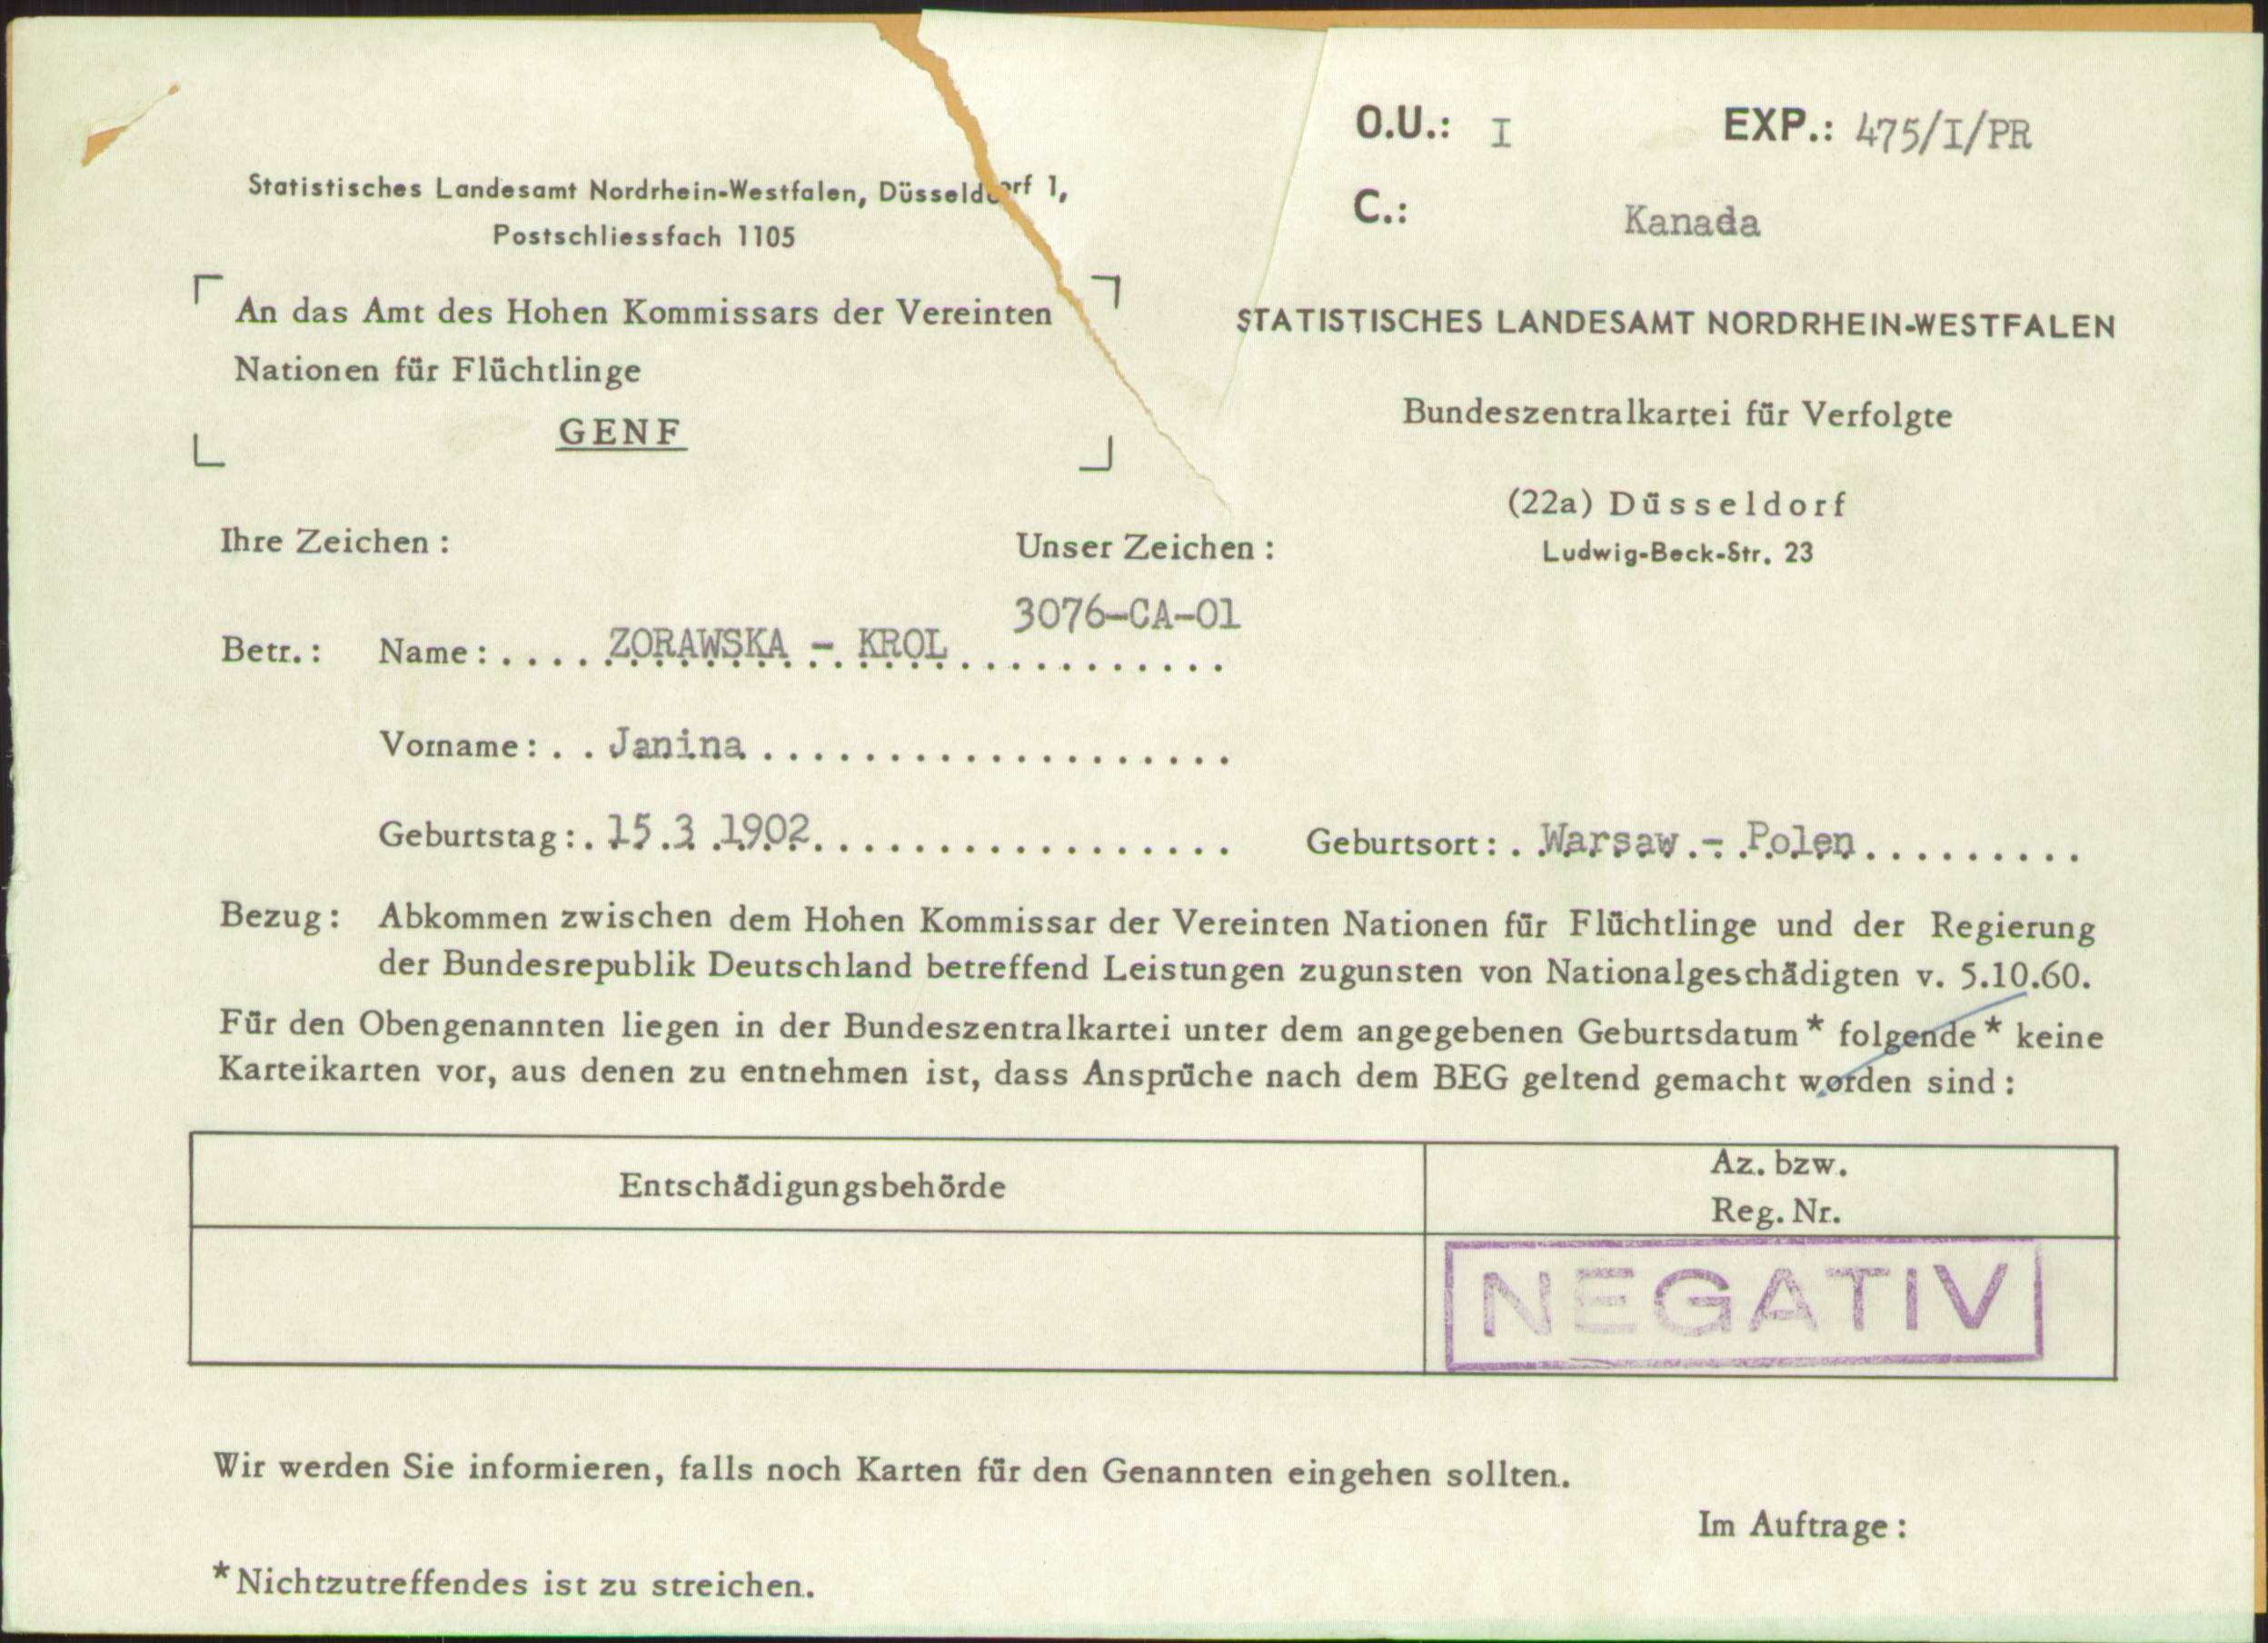 O.U.: I EXP.: 475/I/PR
C.: Kanada
Statistisches Landesamt Nordrhein-Westfalen, Düsseldorf 1,
Postschliessfach 1105
An das Amt des Hohen Kommissars der Vereinten
Nationen für Flüchtlinge
GENF
STATISTISCHES LANDESAMT NORDRHEIN-WESTFALEN
Bundeszentralkartei für Verfolgte
(22a) Düsseldorf
Ludwig-Beck-Str. 23
Ihre Zeichen : Unser Zeichen :
3076-CA-01
Betr. : Name : . . . . ZORAWSKA - KROL . . . . . . . . . . .
Vorname : . . Janina . . . . . . . . . . . . . . . . . . .
Geburtstag : . 15.3.1902. . . . . . . . . . . . . . . . . Geburtsort : . Warsaw - Polen . . . . . . . . .
Bezug : Abkommen zwischen dem Hohen Kommissar der Vereinten Nationen für Flüchtlinge und der Regierung
der Bundesrepublik Deutschland betreffend Leistungen zugunsten von Nationalgeschädigten v. 5.10.60.
Für den Obengenannten liegen in der Bundeszentralkartei unter dem angegebenen Geburtsdatum * folgende * keine
Karteikarten vor, aus denen zu entnehmen ist, dass Ansprüche nach dem BEG geltend gemacht worden sind :
Entschädigungsbehörde
Az. bzw.
Reg. Nr.
NEGATIV
Wir werden Sie informieren, falls noch Karten für den Genannten eingehen sollten.
Im Auftrage :
* Nichtzutreffendes ist zu streichen.